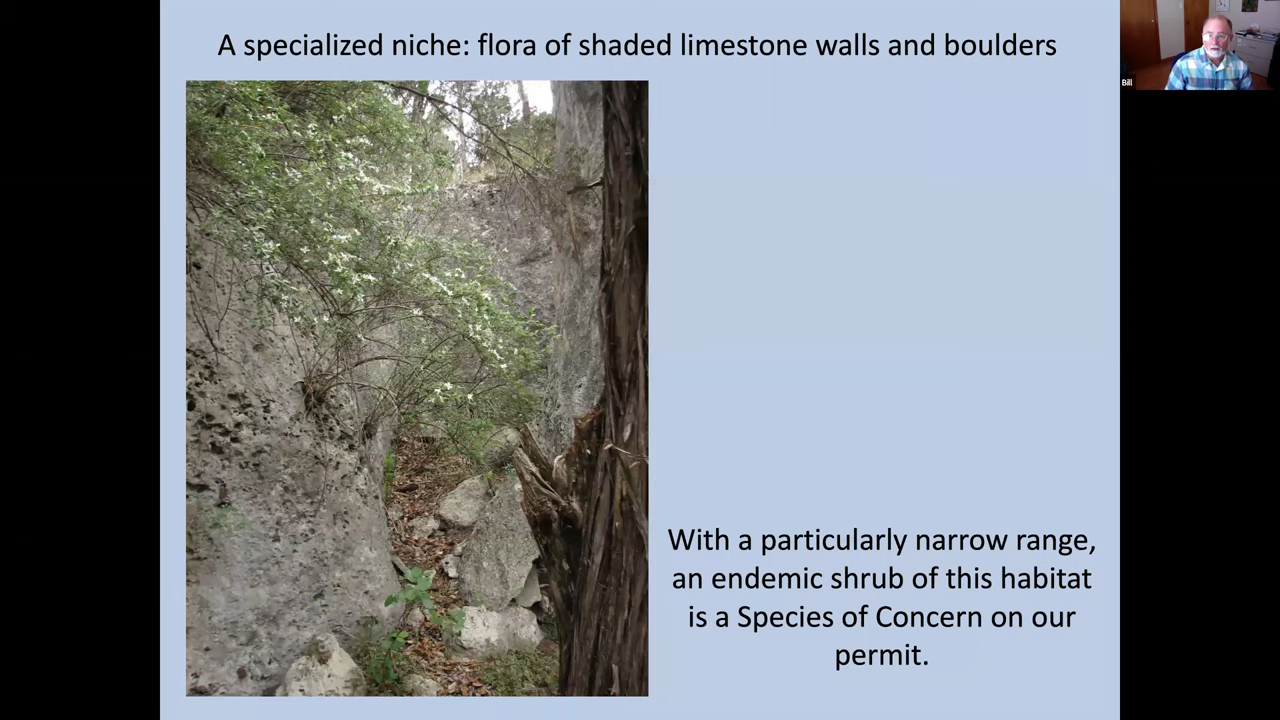 A specialized niche: flora of shaded limestone walls and boulders
Bill
With a particularly narrow range,
an endemic shrub of this habitat
is a Species of Concern on our
permit.